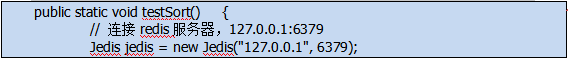 public static void testSort()    {
// 连接 redis 服务器，127.0.0.1:6379
Jedis jedis = new Jedis("127.0.0.1", 6379);